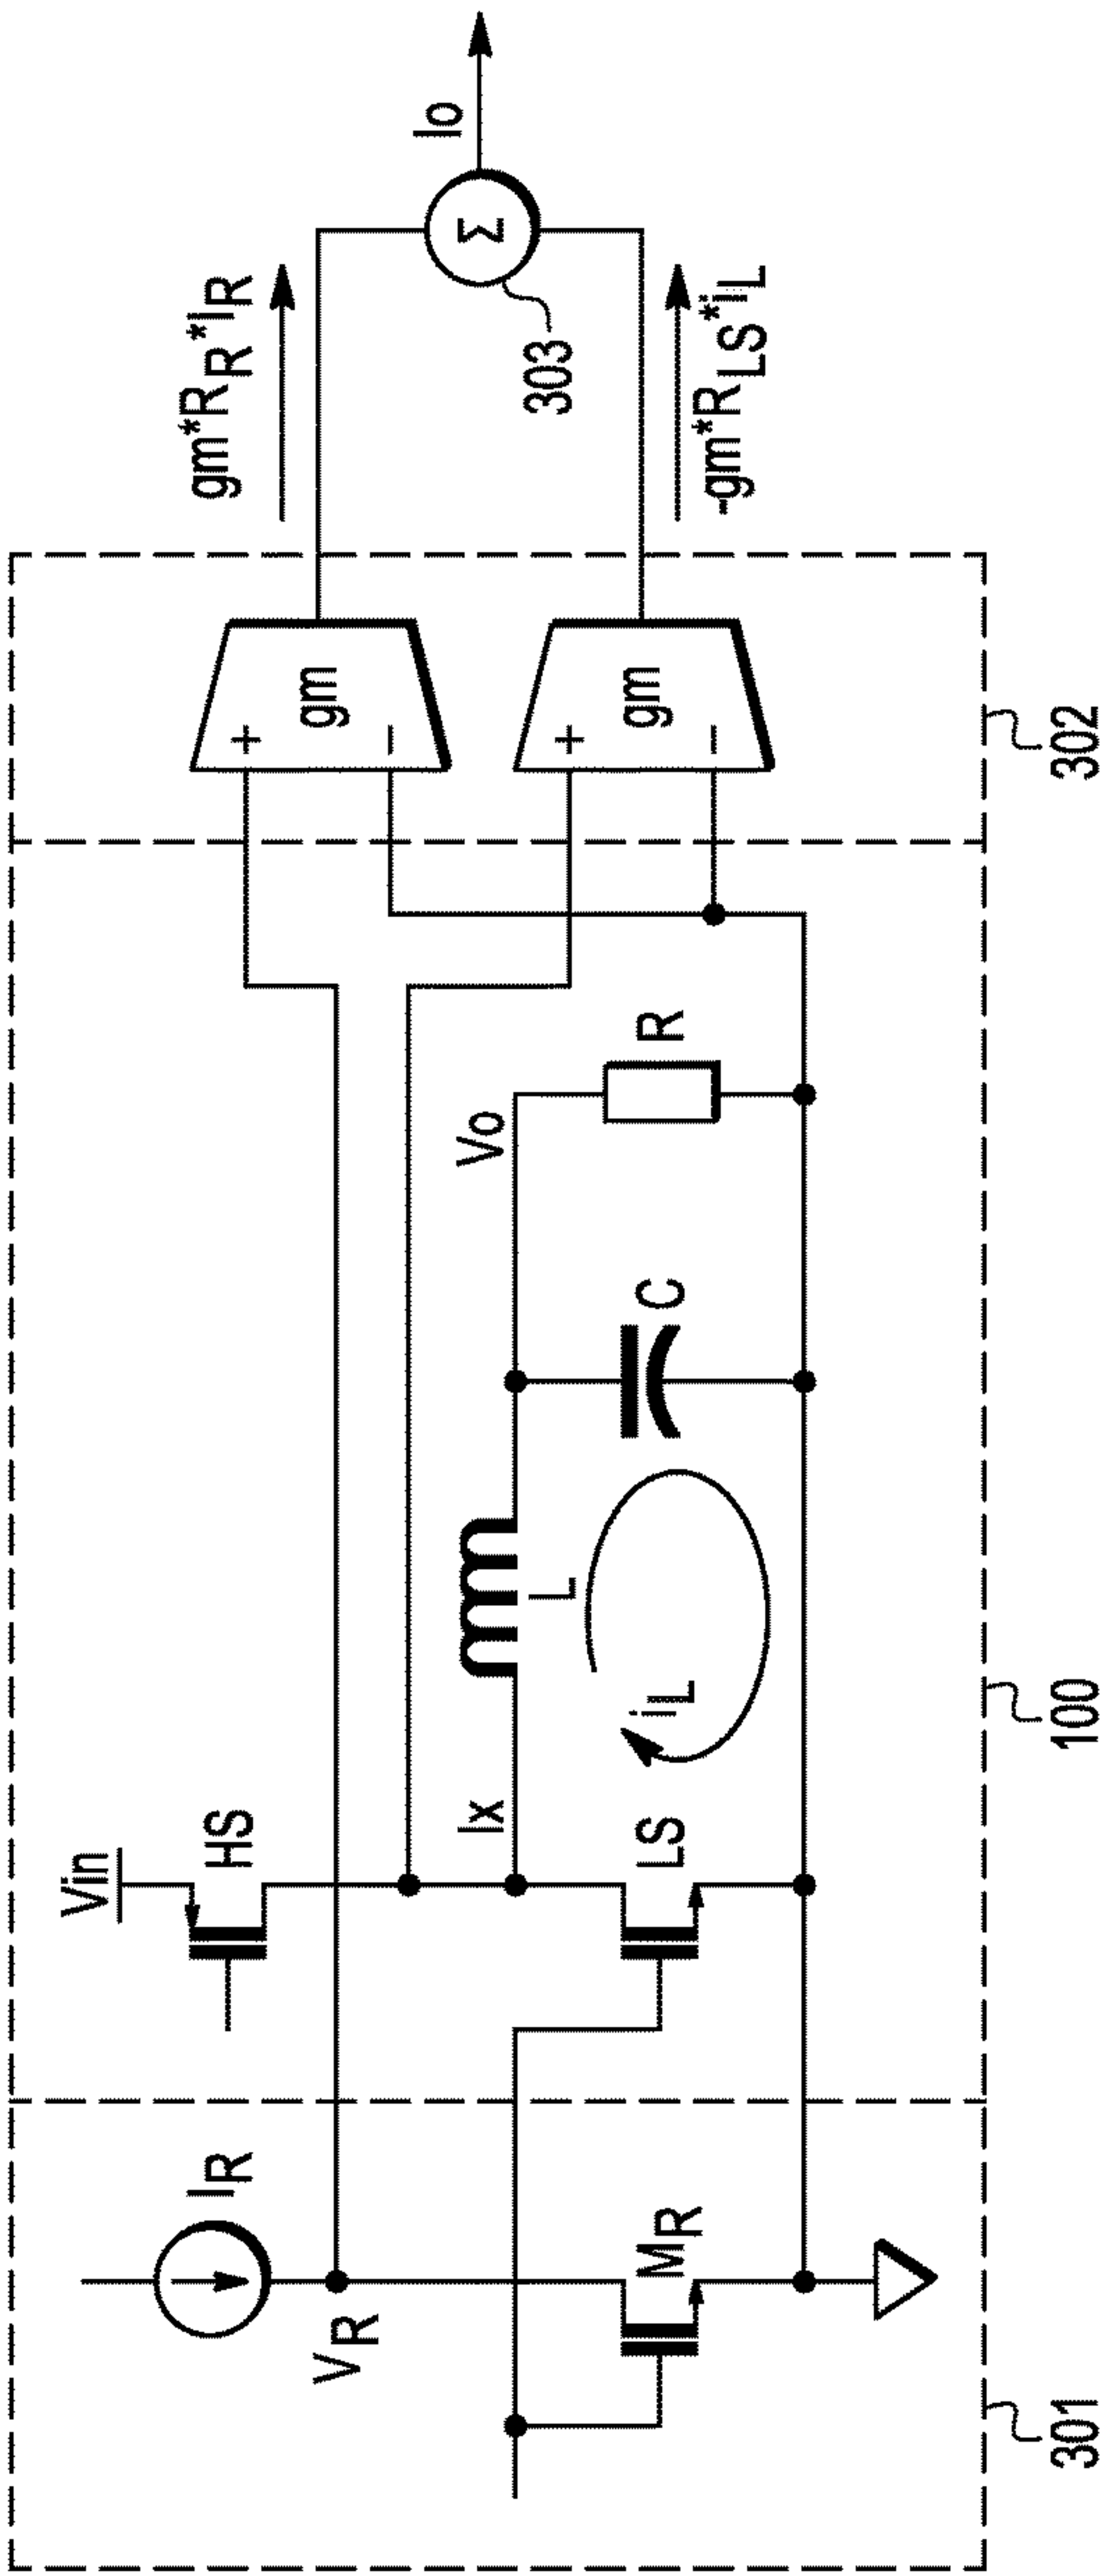 Io
Σ
303
gm*RR*IR
-gm*RLS*iL
+
gm
-
+
gm
-
302
Vin
HS
Ix
L
iL
LS
C
Vo
R
100
IR
VR
MR
301